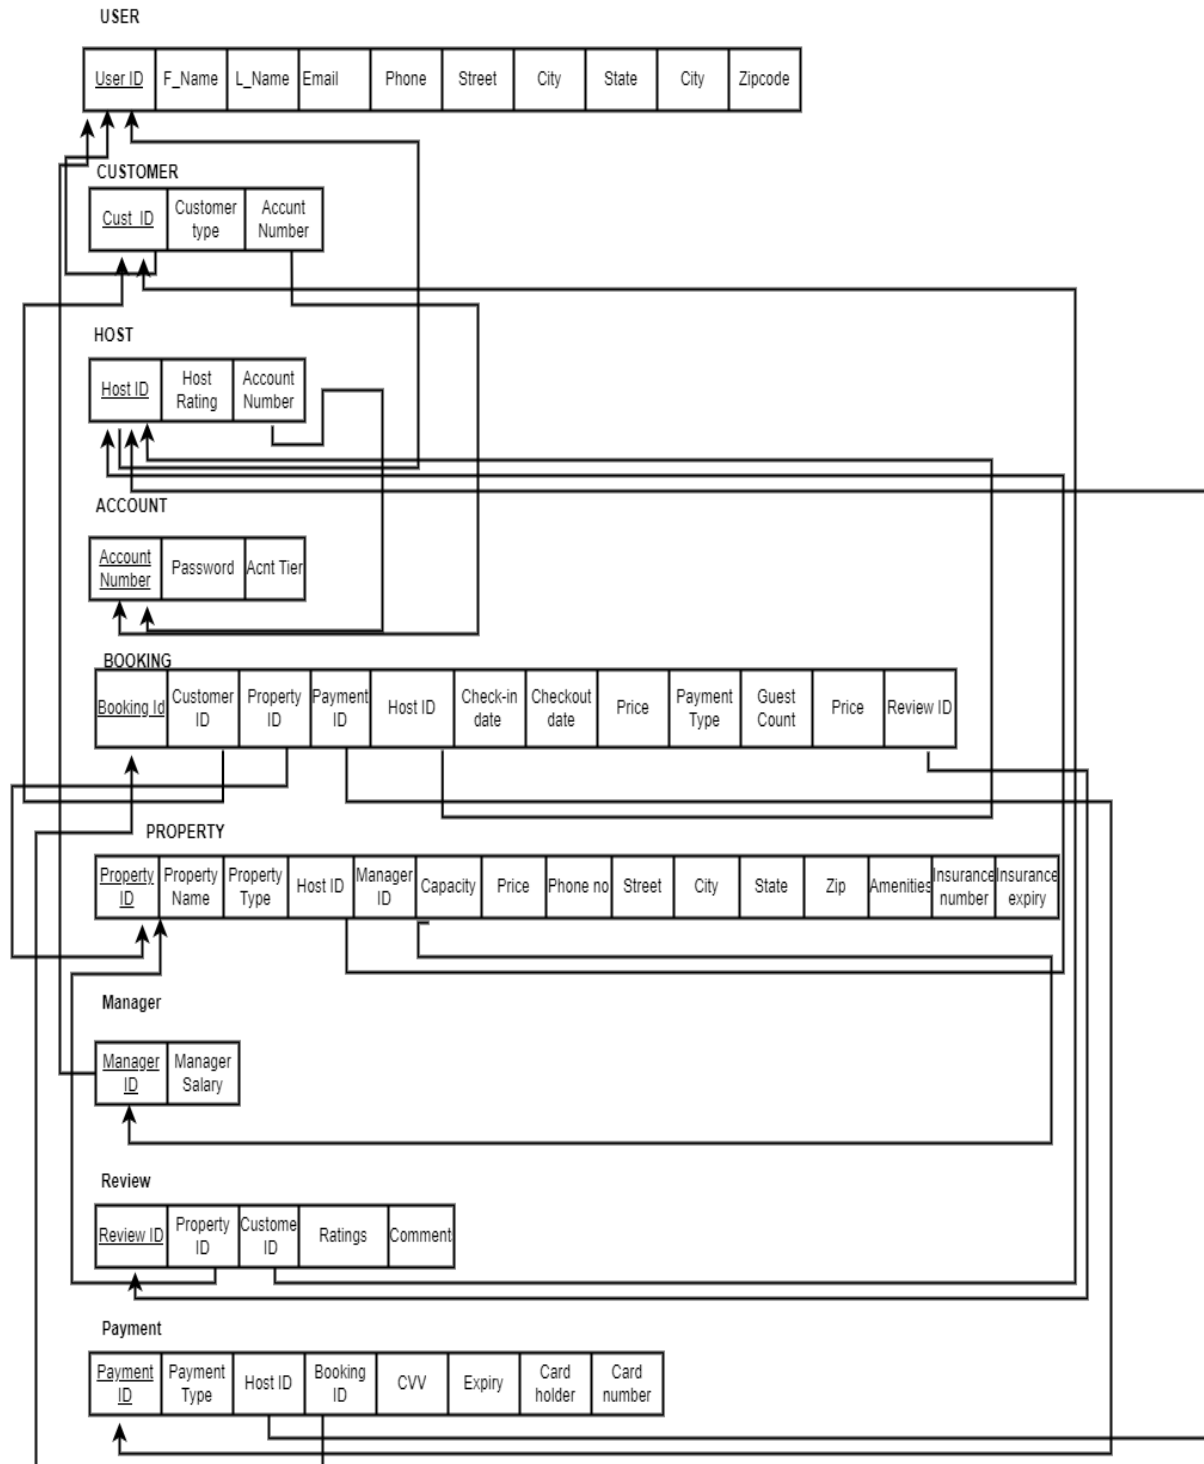 USER
User ID F_Name L_Name Email Phone Street City State City Zipcode
CUSTOMER
Cust_ID Customer type Accunt Number
HOST
Host ID Host Rating Account Number
ACCOUNT
Account Number Password Acnt Tier
BOOKING
Booking Id Customer ID Property ID Payment ID Host ID Check-in date Checkout date Price Payment Type Guest Count Price Review ID
PROPERTY
Property ID Property Name Property Type Host ID Manager ID Capacity Price Phone no Street City State Zip Amenities Insurance number Insurance expiry
Manager
Manager ID Manager Salary
Review
Review ID Property ID Custome ID Ratings Comment
Payment
Payment ID Payment Type Host ID Booking ID CVV Expiry Card holder Card number